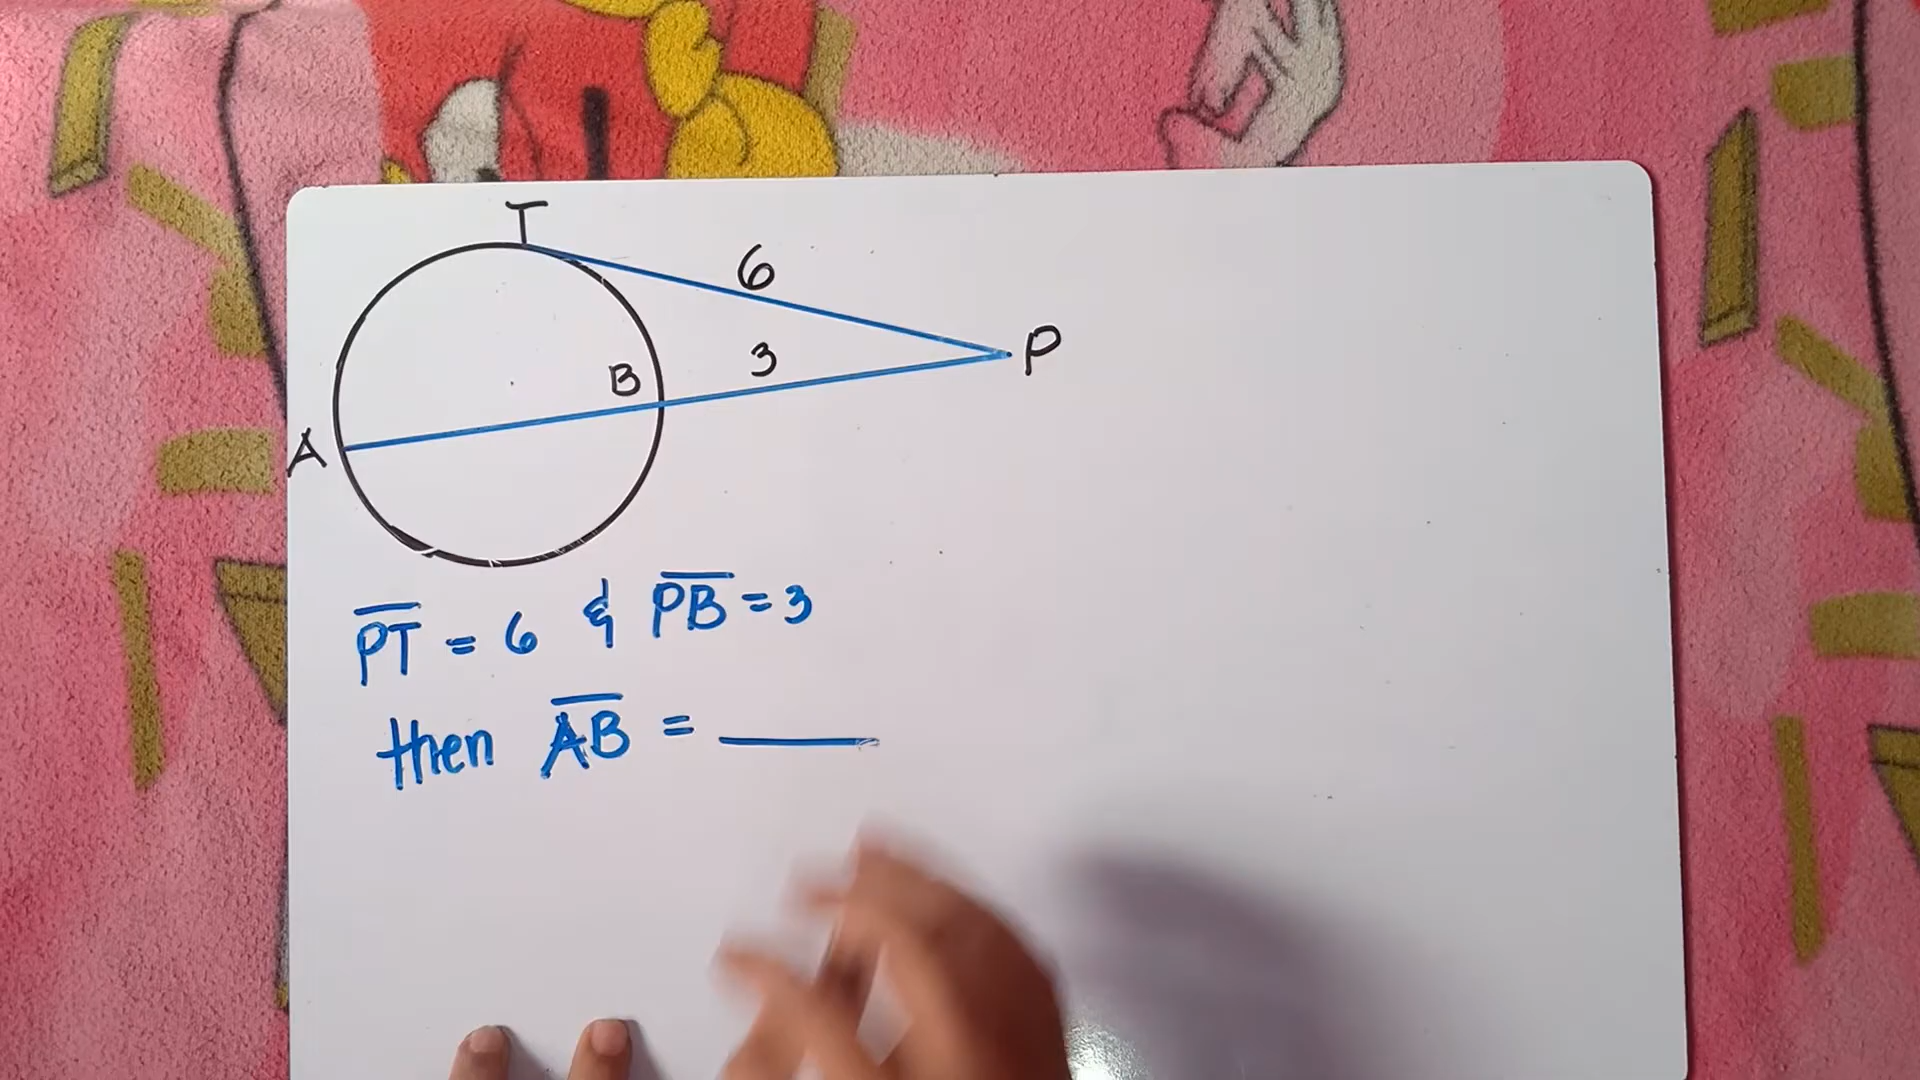 T
6
P
3
B
A
PT = 6 & PB = 3
then AB = ____